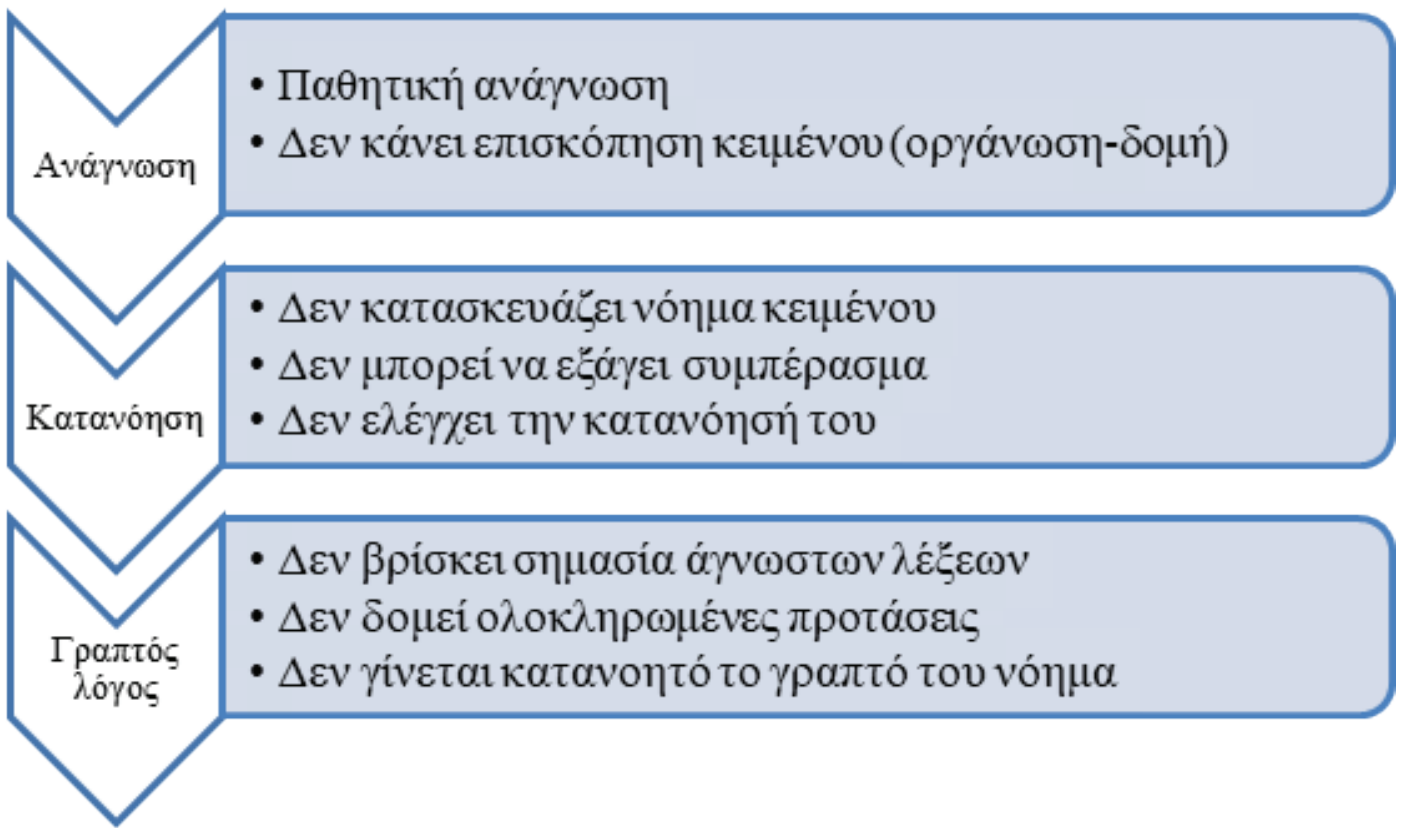 Ανάγνωση
• Παθητική ανάγνωση
• Δεν κάνει επισκόπηση κειμένου (οργάνωση-δομή)
Κατανόηση
• Δεν κατασκευάζει νόημα κειμένου
• Δεν μπορεί να εξάγει συμπέρασμα
• Δεν ελέγχει την κατανόησή του
Γραπτός
λόγος
• Δεν βρίσκει σημασία άγνωστων λέξεων
• Δεν δομεί ολοκληρωμένες προτάσεις
• Δεν γίνεται κατανοητό το γραπτό του νόημα